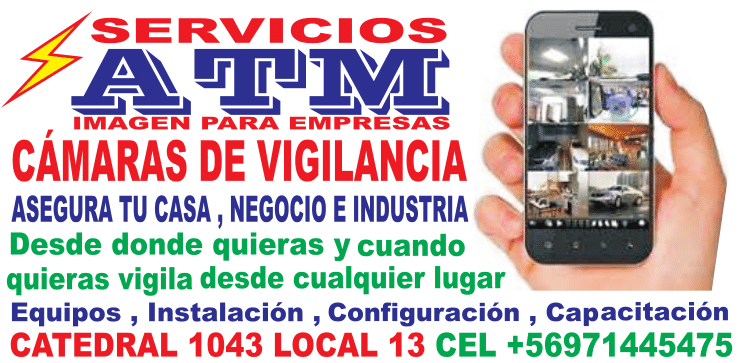 SERVICIOS
ATM
IMAGEN PARA EMPRESAS
CÁMARAS DE VIGILANCIA
ASEGURA TU CASA , NEGOCIO E INDUSTRIA
Desde donde quieras y cuando
quieras vigila desde cualquier lugar
Equipos , Instalación , Configuración , Capacitación
CATEDRAL 1043 LOCAL 13 CEL +56971445475